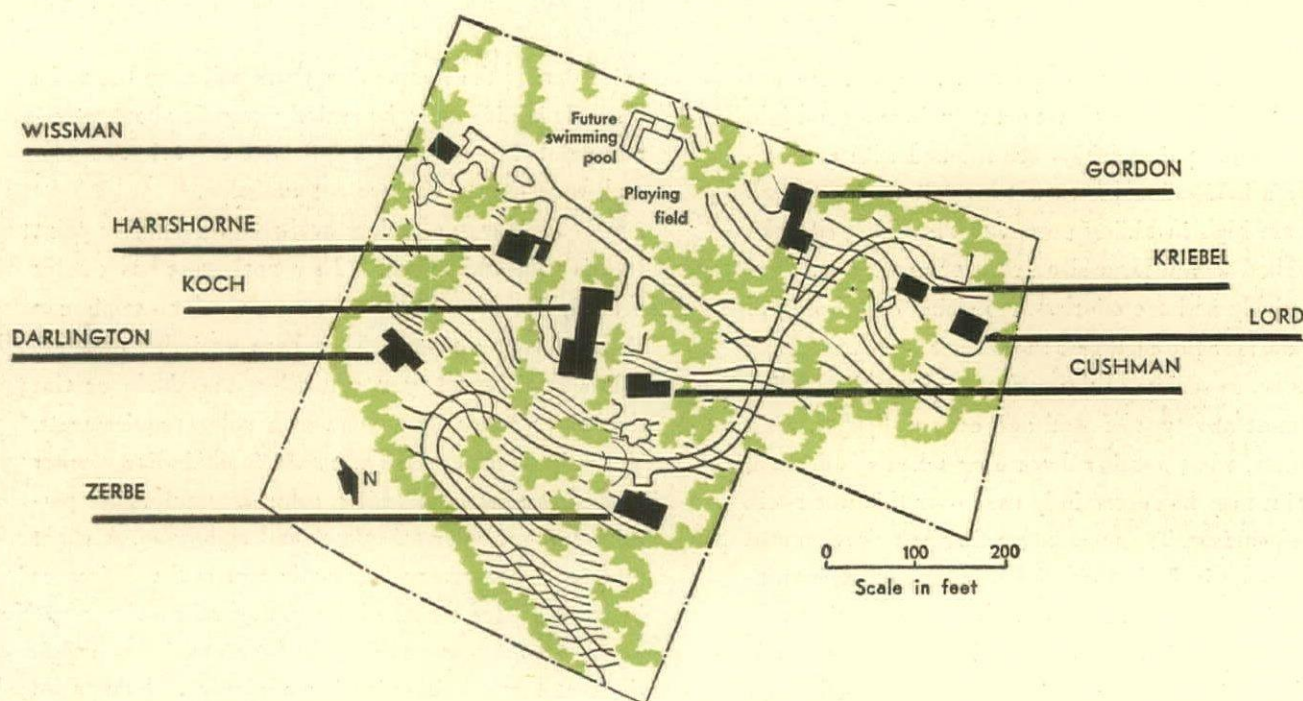 WISSMAN
HARTSHORNE
KOCH
DARLINGTON
ZERBE
Future
swimming
pool
Playing
field
GORDON
KRIEBEL
LORD
CUSHMAN
N
0 100 200
Scale in feet